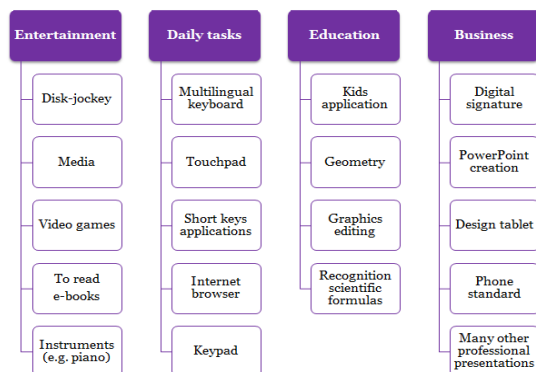 Entertainment
Disk-jockey
Media
Video games
To read
e-books
Instruments
(e.g. piano)
Daily tasks
Multilingual
keyboard
Touchpad
Short keys
applications
Internet
browser
Keypad
Education
Kids
application
Geometry
Graphics
editing
Recognition
scientific
formulas
Business
Digital
signature
PowerPoint
creation
Design tablet
Phone
standard
Many other
professional
presentations